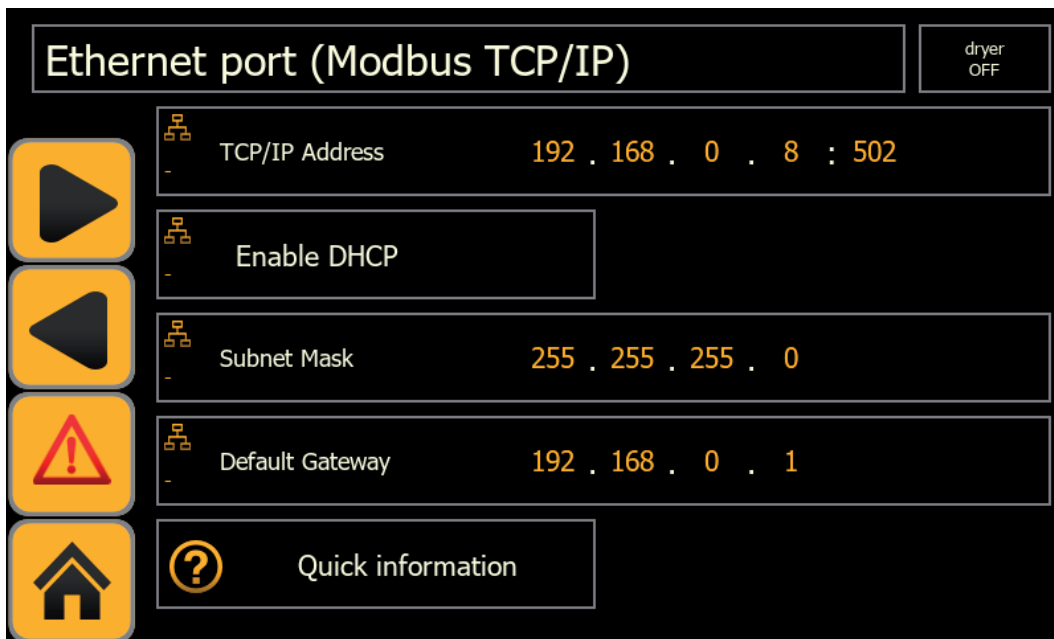 Ethernet port (Modbus TCP/IP)
dryer
OFF
TCP/IP Address 192 . 168 . 0 . 8 : 502
-
Enable DHCP
-
Subnet Mask 255 . 255 . 255 . 0
-
Default Gateway 192 . 168 . 0 . 1
-
? Quick information